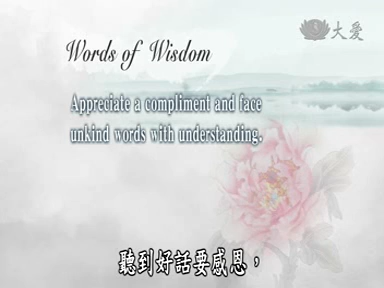 大愛
Words of Wisdom
Appreciate a compliment and face
unkind words with understanding.
聽到好話要感恩，